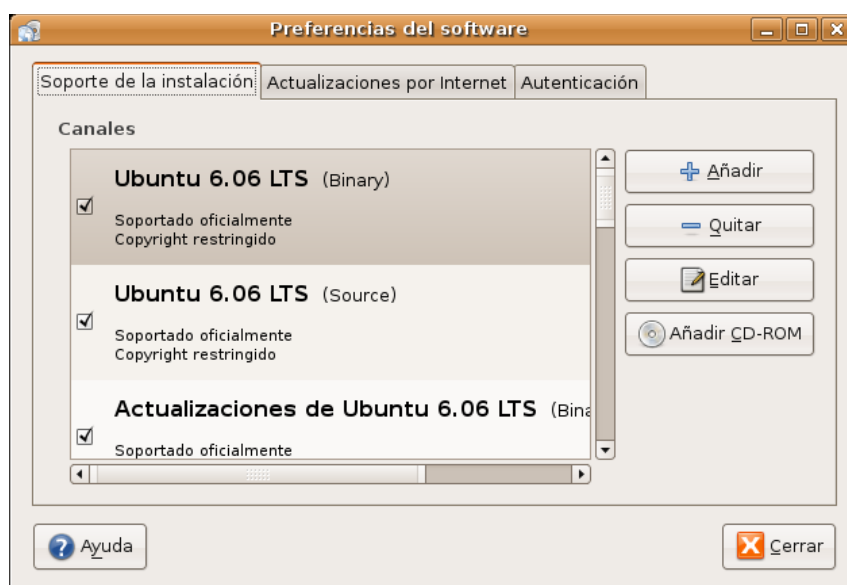 Preferencias del software
Soporte de la instalación Actualizaciones por Internet Autenticación
Canales
Ubuntu 6.06 LTS (Binary)
Soportado oficialmente
Copyright restringido
Ubuntu 6.06 LTS (Source)
Soportado oficialmente
Copyright restringido
Actualizaciones de Ubuntu 6.06 LTS (Bina
Soportado oficialmente
Añadir
Quitar
Editar
Añadir CD-ROM
Ayuda
Cerrar